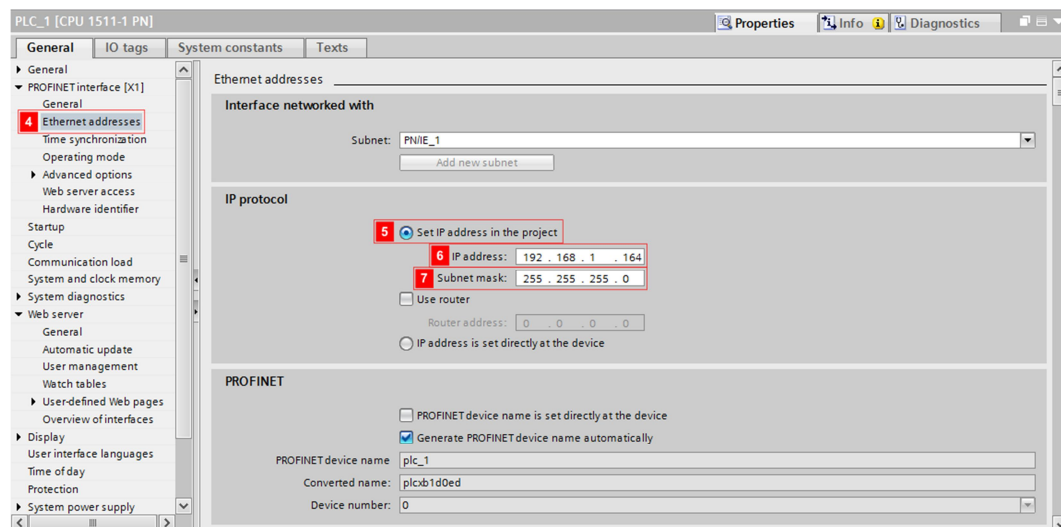 PLC_1 [CPU 1511-1 PN]
Properties
Info
Diagnostics
General
IO tags
System constants
Texts
General
PROFINET interface [X1]
General
4 Ethernet addresses
Time synchronization
Operating mode
Advanced options
Web server access
Hardware identifier
Startup
Cycle
Communication load
System and clock memory
System diagnostics
Web server
General
Automatic update
User management
Watch tables
User-defined Web pages
Overview of interfaces
Display
User interface languages
Time of day
Protection
System power supply
Ethernet addresses
Interface networked with
Subnet: PN/IE_1
Add new subnet
IP protocol
5 Set IP address in the project
6 IP address: 192 . 168 . 1 . 164
7 Subnet mask: 255 . 255 . 255 . 0
Use router
Router address: 0 . 0 . 0 . 0
IP address is set directly at the device
PROFINET
PROFINET device name is set directly at the device
Generate PROFINET device name automatically
PROFINET device name plc_1
Converted name: plcxb1d0ed
Device number: 0